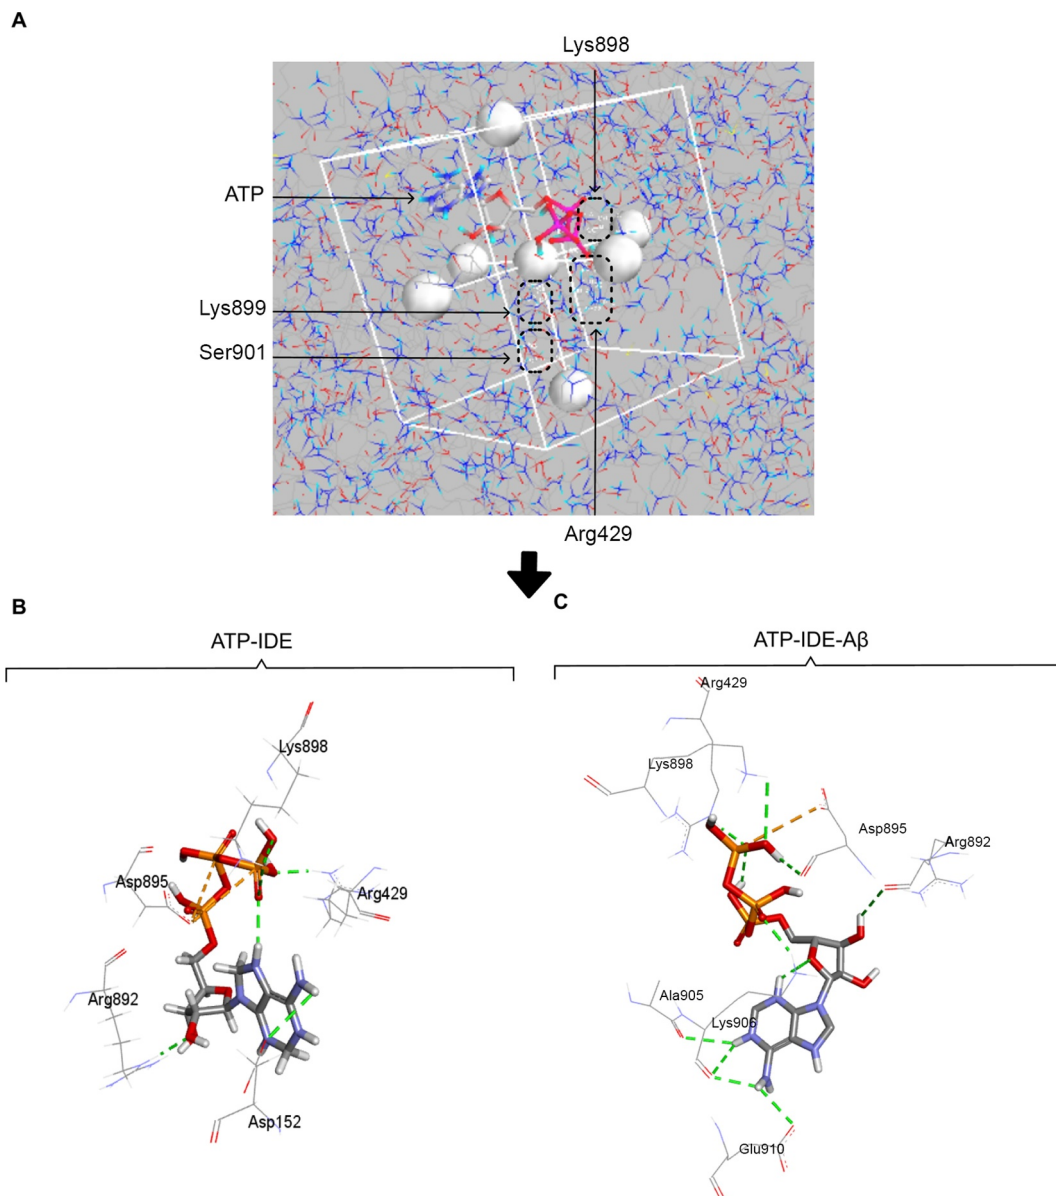 A
Lys898
ATP
Lys899
Ser901
Arg429
B
C
ATP-IDE
ATP-IDE-Aβ
Lys898
Asp895
Arg429
Arg892
Asp152
Arg429
Lys898
Asp895
Arg892
Ala905
Lys906
Glu910